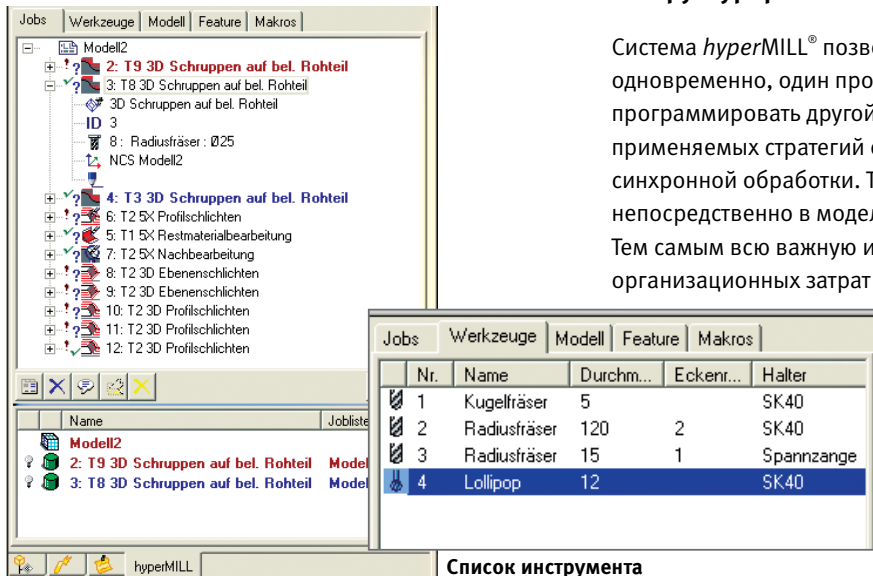 Jobs Werkzeuge Modell Feature Makros
Modell2
2: T9 3D Schruppen auf bel. Rohteil
3: T8 3D Schruppen auf bel. Rohteil
3D Schruppen auf bel. Rohteil
ID 3
8 : Radiusfräser : Ø25
NCS Modell2
4: T3 3D Schruppen auf bel. Rohteil
6: T2 5X Profilschlichten
5: T1 5X Restmaterialbearbeitung
7: T2 5X Nachbearbeitung
8: T2 3D Ebenenschlichten
9: T2 3D Ebenenschlichten
10: T2 3D Profilschlichten
11: T2 3D Profilschlichten
12: T2 3D Profilschlichten
Name Jobliste
Modell2
2: T9 3D Schruppen auf bel. Rohteil Model
3: T8 3D Schruppen auf bel. Rohteil Model
hyperMILL
Система hyperMILL® позво
одновременно, один про
программировать другой
применяемых стратегий
синхронной обработки. Т
непосредственно в модел
Тем самым всю важную и
организационных затрат
Jobs Werkzeuge Modell Feature Makros
Nr. Name Durchm... Eckenr... Halter
1 Kugelfräser 5 SK40
2 Radiusfräser 120 2 SK40
3 Radiusfräser 15 1 Spannzange
4 Lollipop 12 SK40
Список инструмента